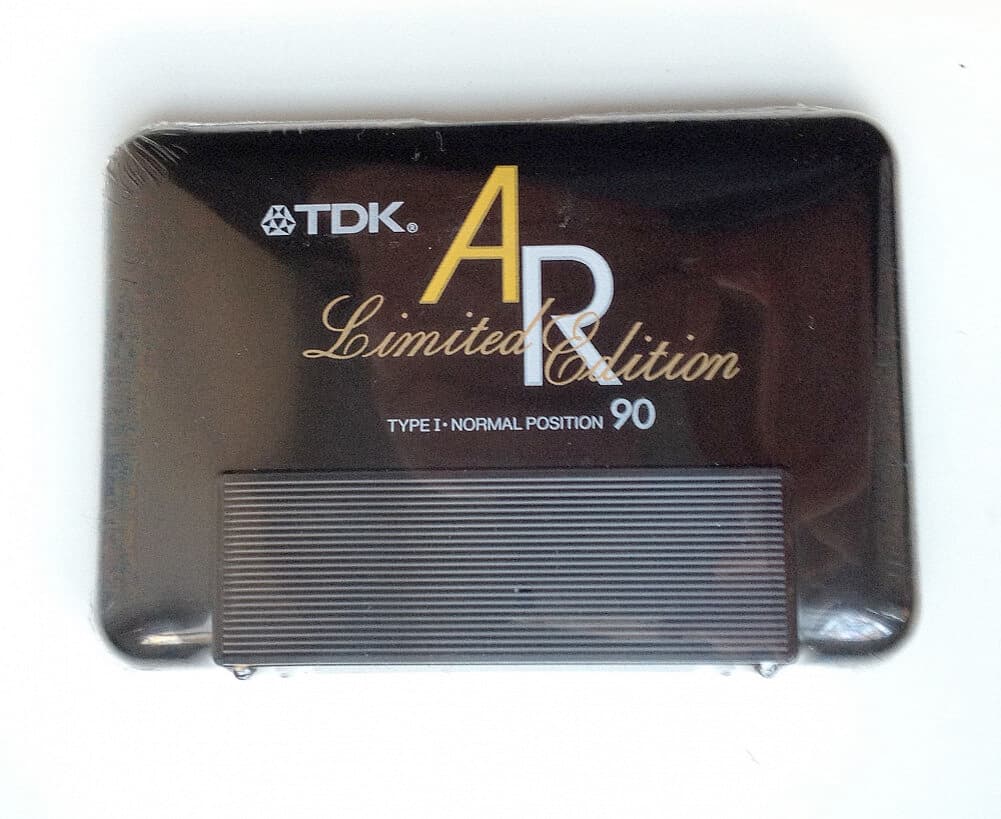 TDK®
AR
Limited Edition
TYPE I • NORMAL POSITION 90